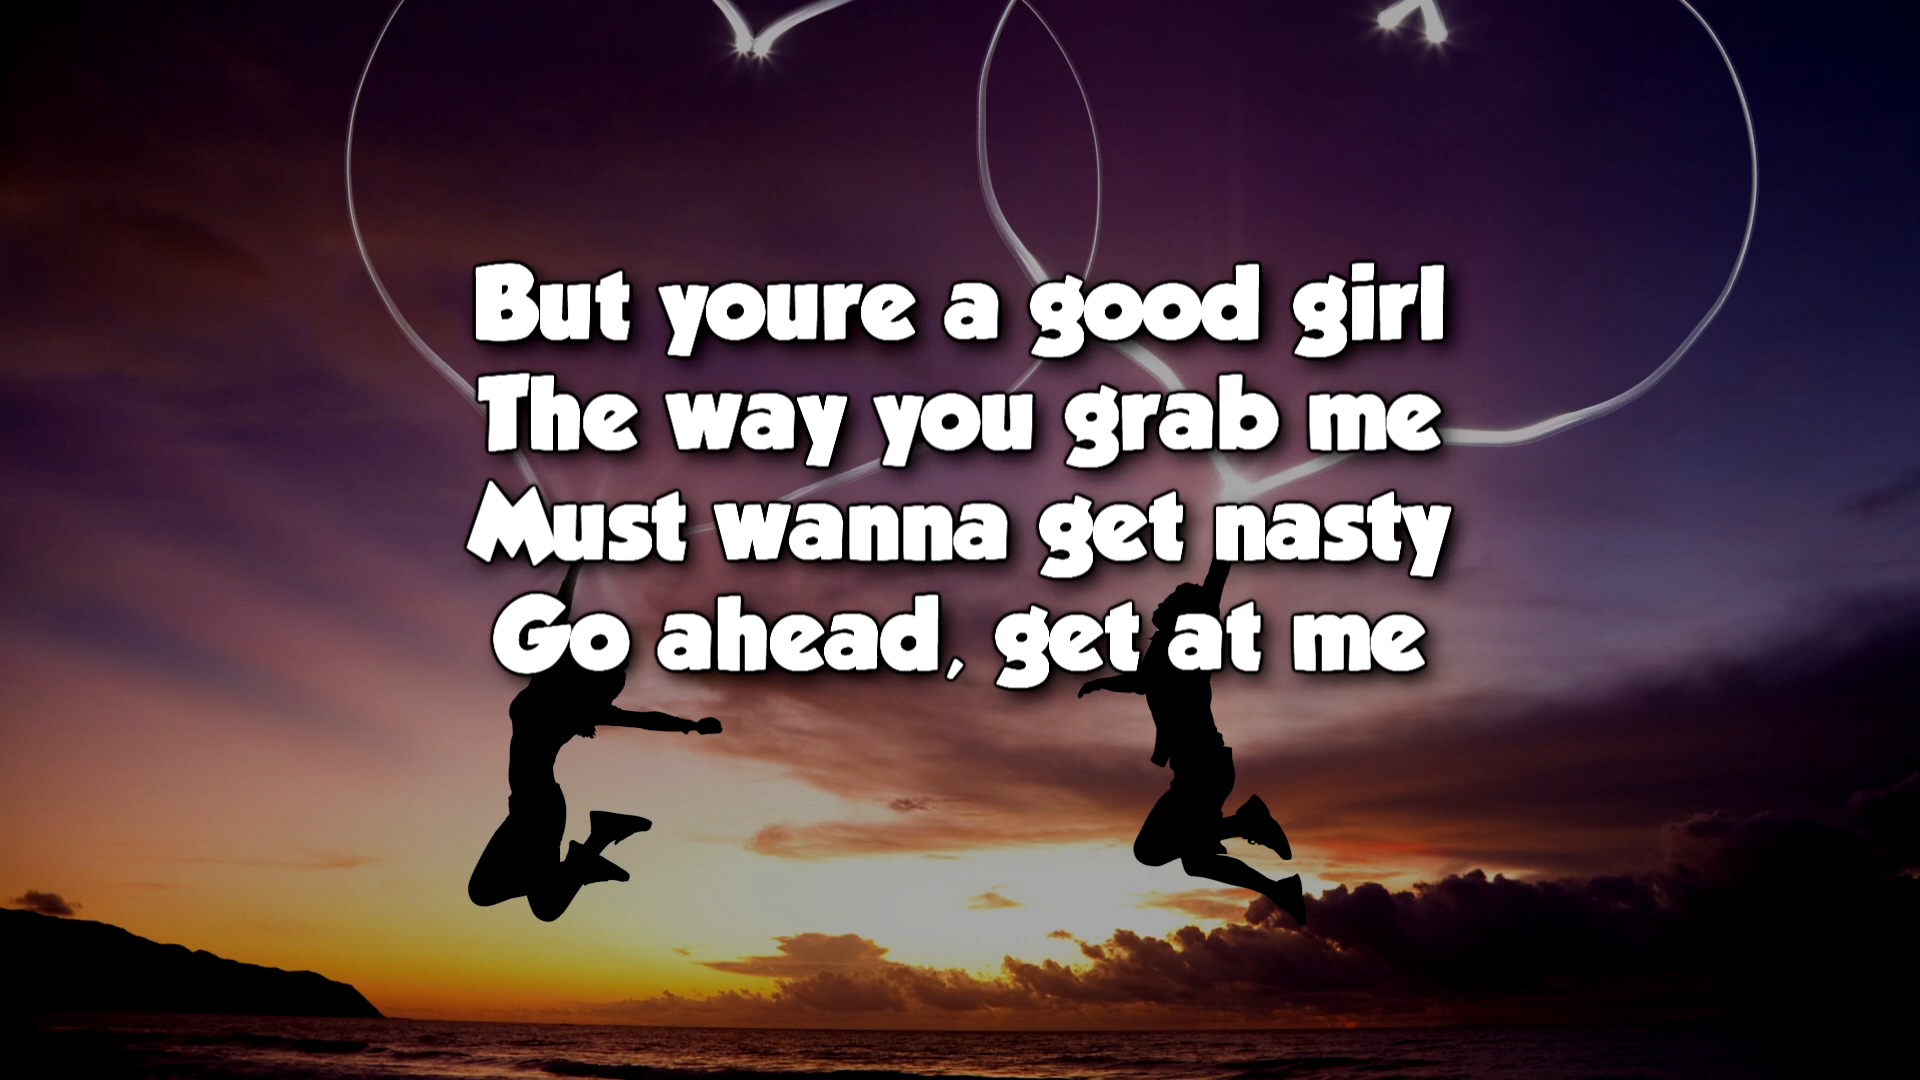 But youre a good girl
The way you grab me
Must wanna get nasty
Go ahead, get at me